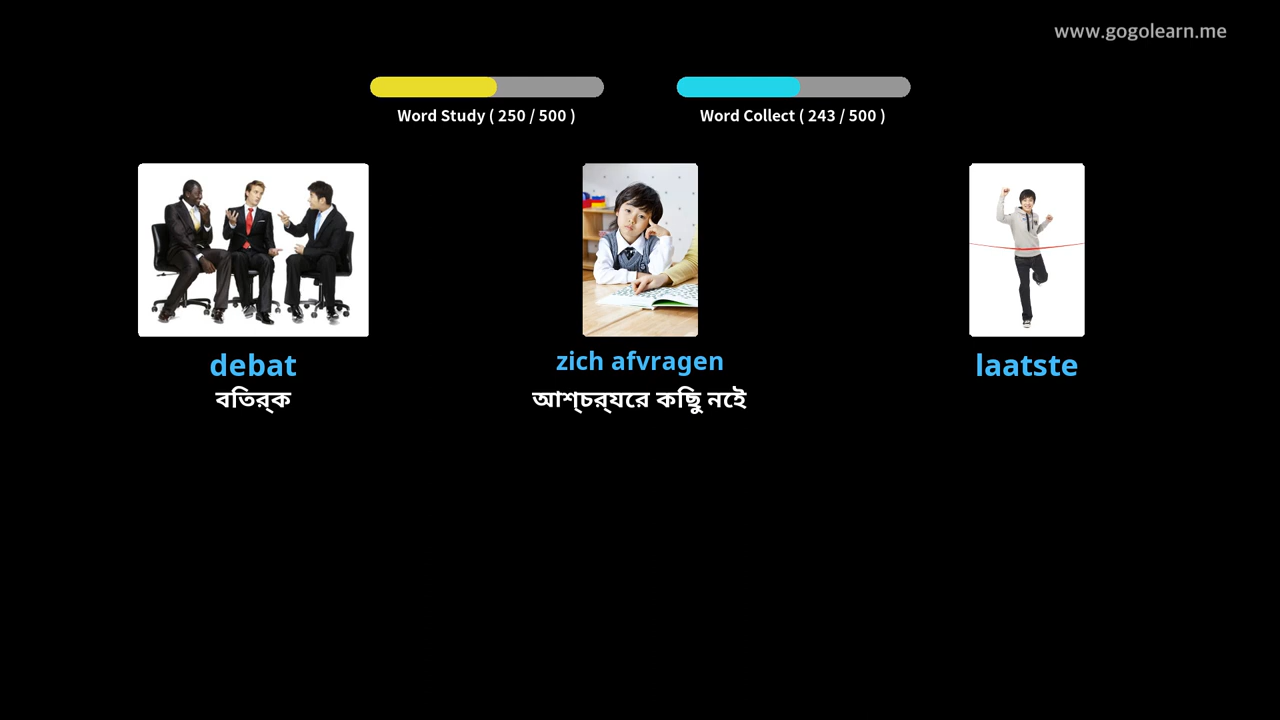 www.gogolearn.me
Word Study ( 250 / 500 )
Word Collect ( 243 / 500 )
debat
zich afvragen
laatste
বতির্ক
আশ্চর্যরে কছিু নইে